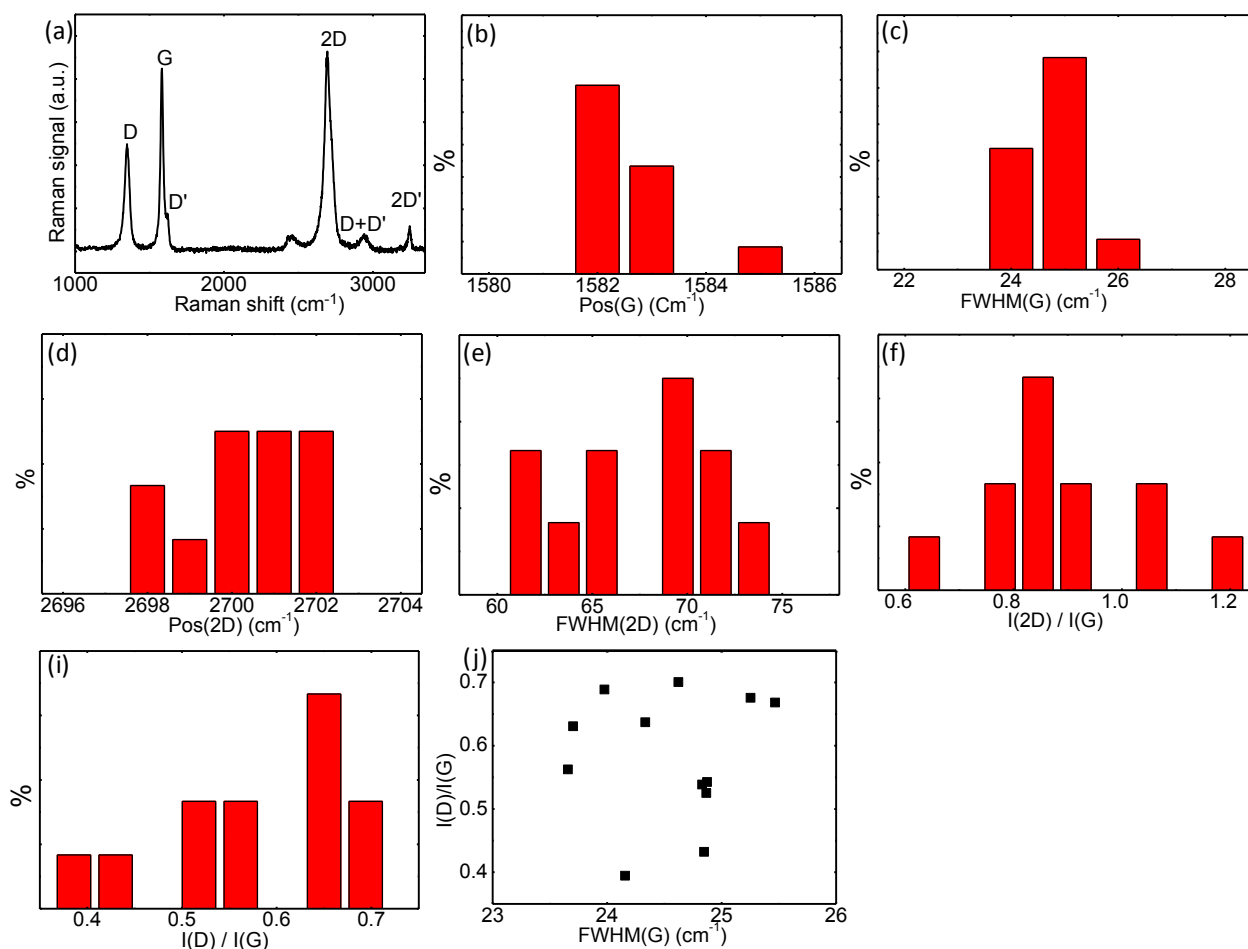 (a)
2D
G
D
D'
D+D'
2D'
Raman signal (a.u.)
1000 2000 3000
Raman shift (cm⁻¹)
(b)
%
1580 1582 1584 1586
Pos(G) (Cm⁻¹)
(c)
%
22 24 26 28
FWHM(G) (cm⁻¹)
(d)
%
2696 2698 2700 2702 2704
Pos(2D) (cm⁻¹)
(e)
%
60 65 70 75
FWHM(2D) (cm⁻¹)
(f)
%
0.6 0.8 1.0 1.2
I(2D) / I(G)
(i)
%
0.4 0.5 0.6 0.7
I(D) / I(G)
(j)
I(D)/I(G)
0.7
0.6
0.5
0.4
23 24 25 26
FWHM(G) (cm⁻¹)